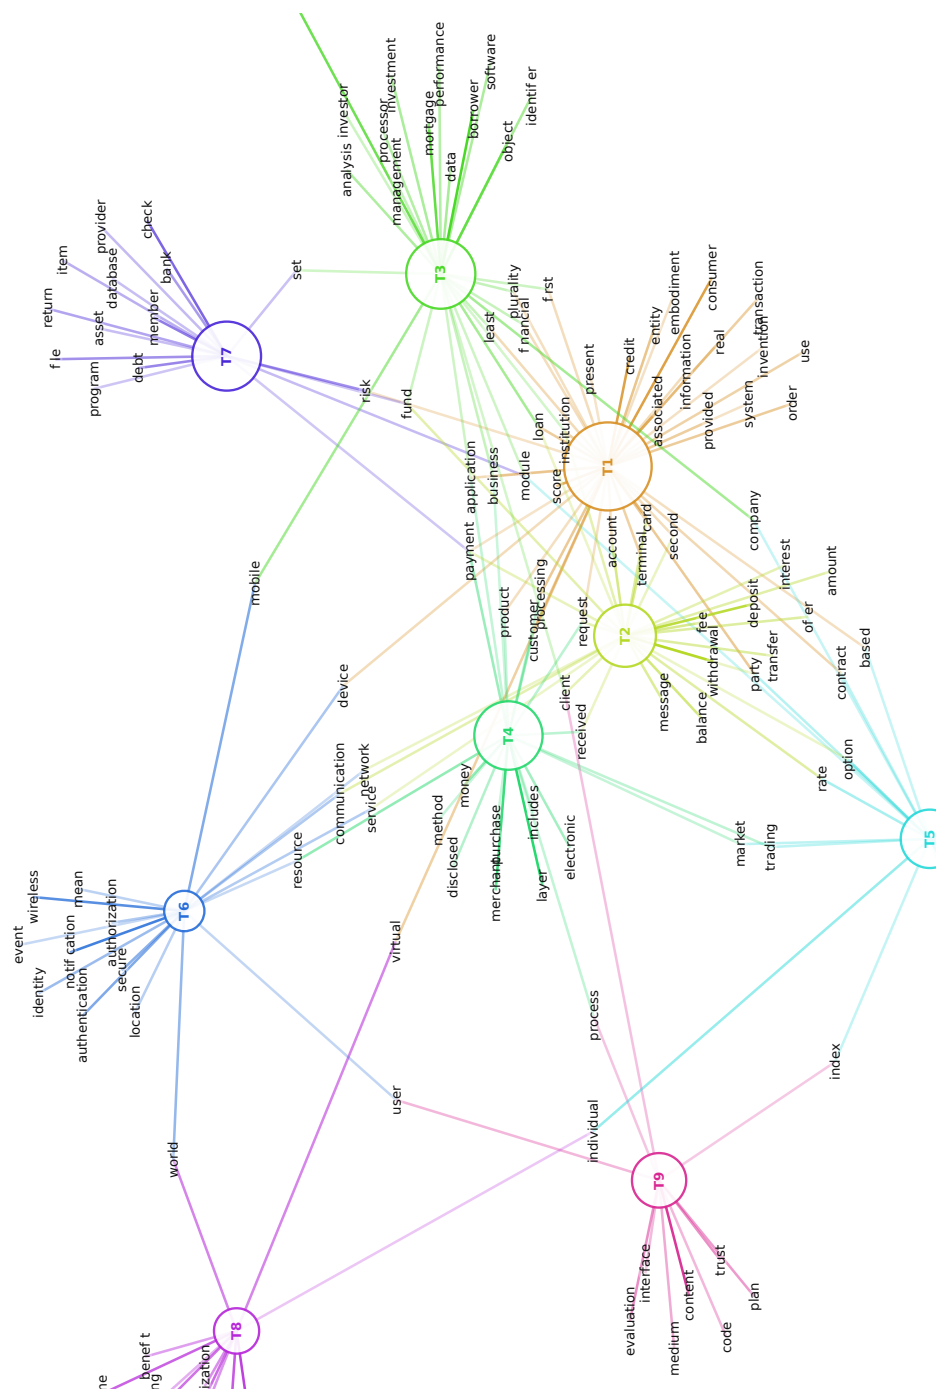 investor
analysis
processor
investment
management
mortgage
performance
data
borrower
software
object
identif er
item
provider
check
database
bank
return
asset
member
f le
program
debt
T7
set
T3
plurality
f rst
least
f nancial
present
credit
entity
embodiment
consumer
transaction
real
information
invention
use
associated
provided
system
order
T1
risk
fund
loan
institution
application
business
module
score
payment
account
terminal
card
second
company
interest
amount
deposit
of er
fee
withdrawal
transfer
party
contract
based
T2
mobile
product
customer
processing
request
client
received
message
balance
rate
option
T4
T5
device
communication
network
service
resource
money
method
disclosed
purchase
merchant
includes
layer
electronic
market
trading
wireless
mean
event
authorization
notif cation
secure
identity
authentication
location
T6
virtual
process
index
user
individual
world
T9
interface
evaluation
content
medium
trust
code
plan
T8
benef t
ization
ng
ne